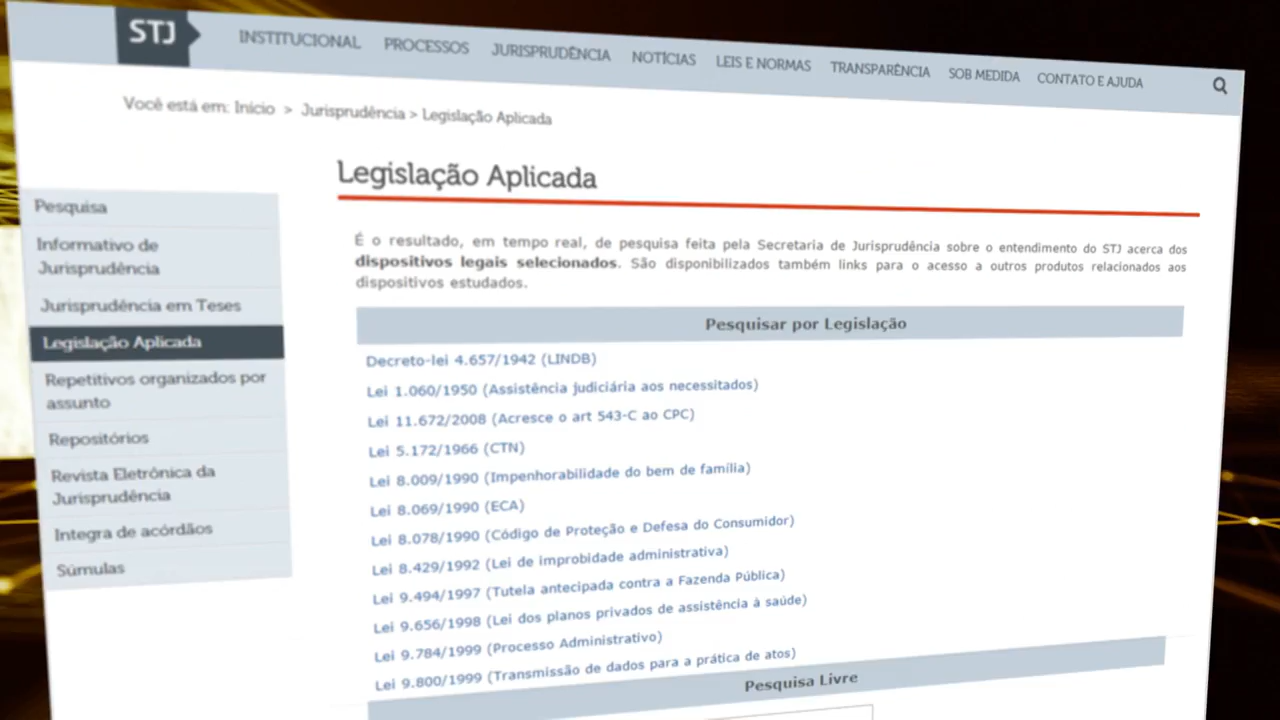 STJ
INSTITUCIONAL PROCESSOS JURISPRUDÊNCIA NOTÍCIAS LEIS E NORMAS TRANSPARÊNCIA SOB MEDIDA CONTATO E AJUDA
Você está em: Início > Jurisprudência > Legislação Aplicada
Legislação Aplicada
Pesquisa
Informativo de
Jurisprudência
Jurisprudência em Teses
Legislação Aplicada
Repetitivos organizados por
assunto
Repositórios
Revista Eletrônica da
Jurisprudência
Integra de acórdãos
Súmulas
É o resultado, em tempo real, de pesquisa feita pela Secretaria de Jurisprudência sobre o entendimento do STJ acerca dos
dispositivos legais selecionados. São disponibilizados também links para o acesso a outros produtos relacionados aos
dispositivos estudados.
Pesquisar por Legislação
Decreto-lei 4.657/1942 (LINDB)
Lei 1.060/1950 (Assistência judiciária aos necessitados)
Lei 11.672/2008 (Acresce o art 543-C ao CPC)
Lei 5.172/1966 (CTN)
Lei 8.009/1990 (Impenhorabilidade do bem de família)
Lei 8.069/1990 (ECA)
Lei 8.078/1990 (Código de Proteção e Defesa do Consumidor)
Lei 8.429/1992 (Lei de improbidade administrativa)
Lei 9.494/1997 (Tutela antecipada contra a Fazenda Pública)
Lei 9.656/1998 (Lei dos planos privados de assistência à saúde)
Lei 9.784/1999 (Processo Administrativo)
Lei 9.800/1999 (Transmissão de dados para a prática de atos)
Pesquisa Livre